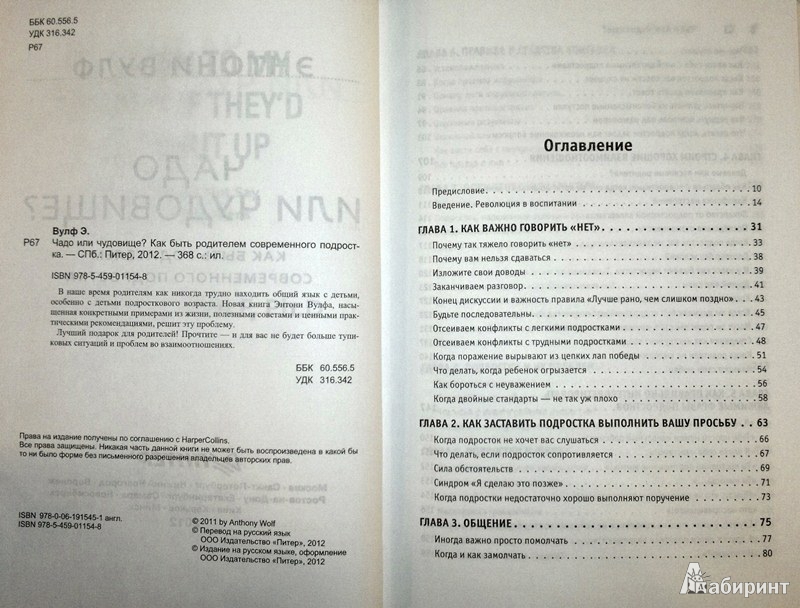 ББК 60.556.5
УДК 316.342
Р67
Вулф Э.
Р67 Чадо или чудовище? Как быть родителем современного подрост-
ка. — СПб.: Питер, 2012. — 368 с.: ил.
ISBN 978-5-459-01154-8
В наше время родителям как никогда трудно находить общий язык с детьми,
особенно с детьми подросткового возраста. Новая книга Энтони Вулфа, насы-
щенная конкретными примерами из жизни, полезными советами и ценными прак-
тическими рекомендациями, решит эту проблему.
Лучший подарок для родителей! Прочтите — и для вас не будет больше тупи-
ковых ситуаций и проблем во взаимоотношениях.
ББК 60.556.5
УДК 316.342
Права на издание получены по соглашению с HarperCollins.
Все права защищены. Никакая часть данной книги не может быть воспроизведена в какой бы
то ни было форме без письменного разрешения владельцев авторских прав.
ISBN 978-0-06-191545-1 англ.
ISBN 978-5-459-01154-8
© 2011 by Anthony Wolf
© Перевод на русский язык
ООО Издательство «Питер», 2012
© Издание на русском языке, оформление
ООО Издательство «Питер», 2012
Оглавление
Предисловие. . . . . . . . . . . . . . . . . . . . . . . . . . . . . . 10
Введение. Революция в воспитании . . . . . . . . . . . . . . . . . . 14
ГЛАВА 1. КАК ВАЖНО ГОВОРИТЬ «НЕТ». . . . . . . . . . . . . . . . 31
Почему так тяжело говорить «нет» . . . . . . . . . . . . . . . . . . . 33
Почему вам нельзя сдаваться . . . . . . . . . . . . . . . . . . . . . . 38
Изложите свои доводы . . . . . . . . . . . . . . . . . . . . . . . . . 39
Заканчиваем разговор . . . . . . . . . . . . . . . . . . . . . . . . . 41
Конец дискуссии и важность правила «Лучше рано, чем слишком поздно» . 43
Будьте последовательны. . . . . . . . . . . . . . . . . . . . . . . . . 45
Отсеиваем конфликты с легкими подростками . . . . . . . . . . . . . 47
Отсеиваем конфликты с трудными подростками . . . . . . . . . . . . 48
Когда поражение вырывают из цепких лап победы . . . . . . . . . . . 51
Что делать, когда ребенок огрызается . . . . . . . . . . . . . . . . . 54
Как бороться с неуважением . . . . . . . . . . . . . . . . . . . . . . 56
Когда двойные стандарты — не так уж плохо . . . . . . . . . . . . . 58
ГЛАВА 2. КАК ЗАСТАВИТЬ ПОДРОСТКА ВЫПОЛНИТЬ ВАШУ ПРОСЬБУ . . 63
Когда подросток не хочет вас слушаться . . . . . . . . . . . . . . . . 66
Что делать, если подросток сопротивляется . . . . . . . . . . . . . . 67
Сила обстоятельств . . . . . . . . . . . . . . . . . . . . . . . . . . . 69
Синдром «Я сделаю это позже» . . . . . . . . . . . . . . . . . . . . . 71
Когда подростки недостаточно хорошо выполняют поручение . . . . . 73
ГЛАВА 3. ОБЩЕНИЕ. . . . . . . . . . . . . . . . . . . . . . . . . . . 75
Иногда важно просто помолчать . . . . . . . . . . . . . . . . . . . . 77
Когда и как замолчать . . . . . . . . . . . . . . . . . . . . . . . . . 80
Лабиринт